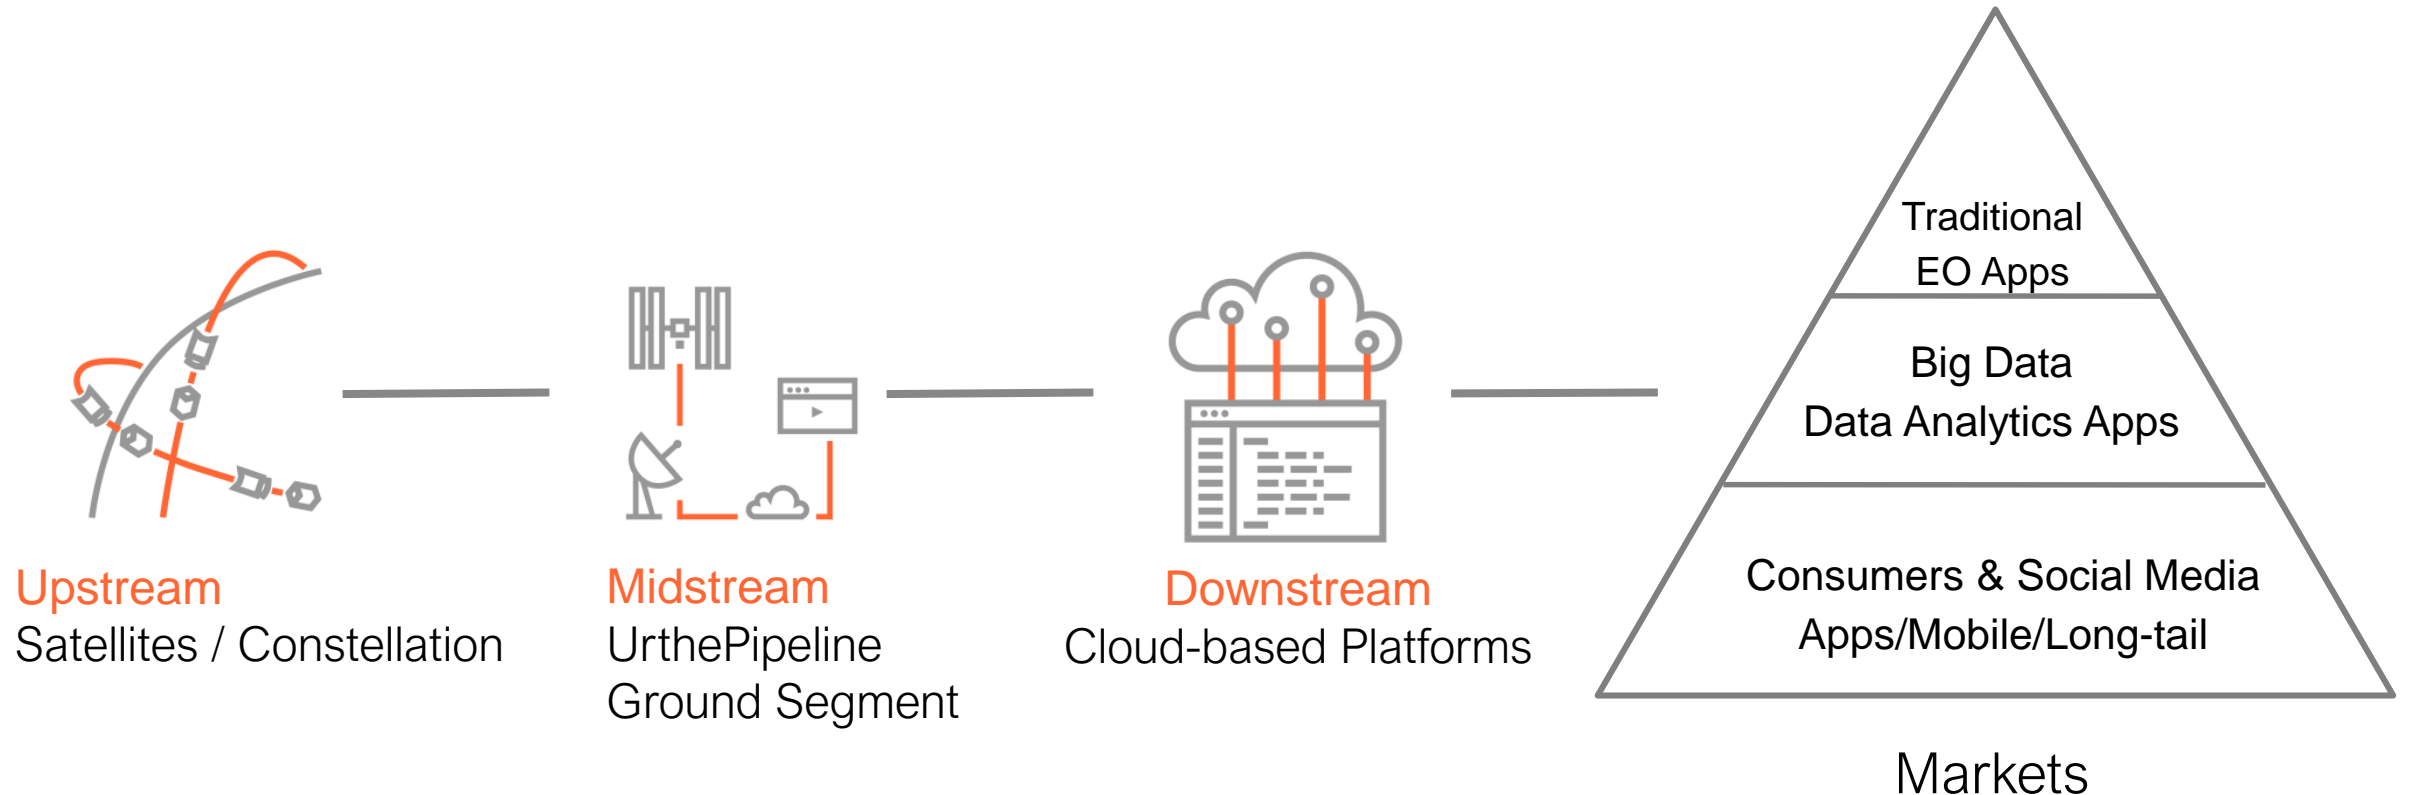 Upstream
Satellites / Constellation
Midstream
UrthePipeline
Ground Segment
Downstream
Cloud-based Platforms
Traditional
EO Apps
Big Data
Data Analytics Apps
Consumers & Social Media
Apps/Mobile/Long-tail
Markets